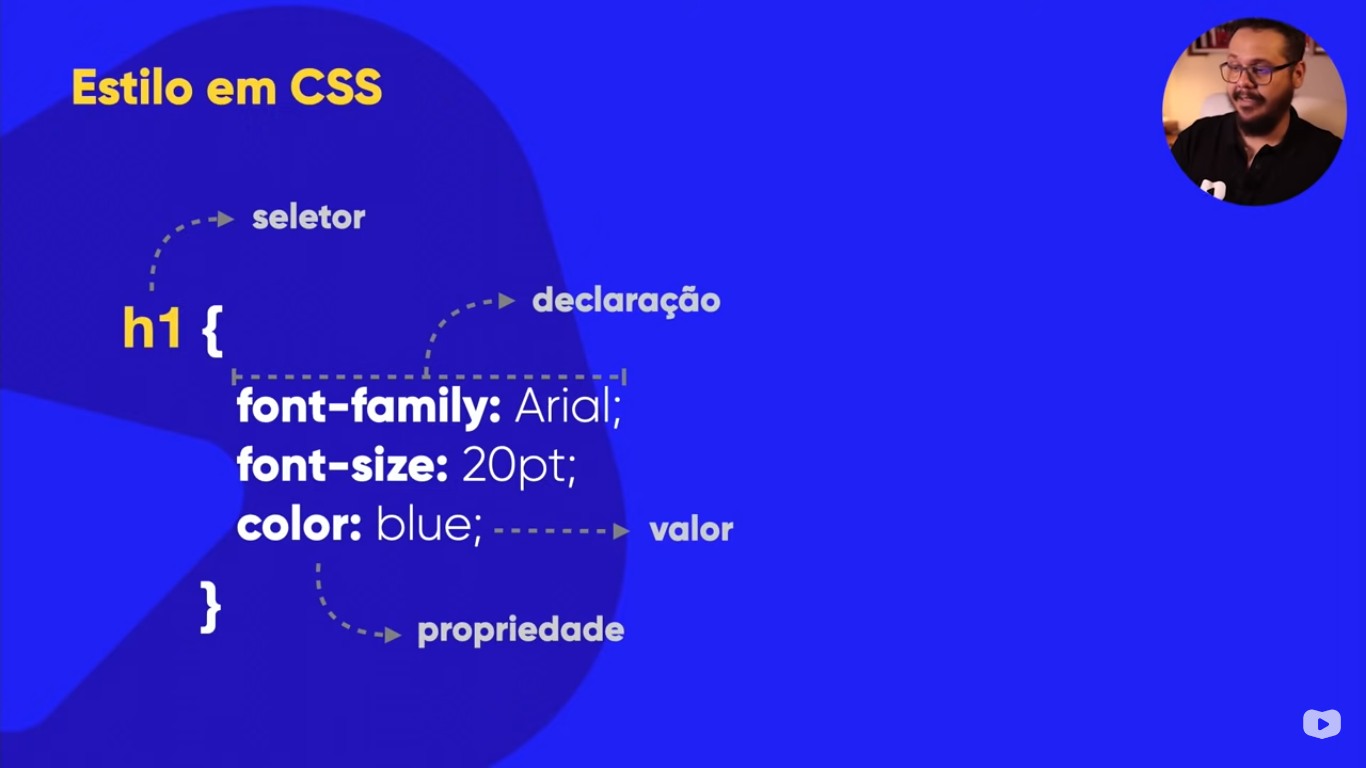 Estilo em CSS
seletor
h1 {
declaração
font-family: Arial;
font-size: 20pt;
color: blue;
valor
}
propriedade